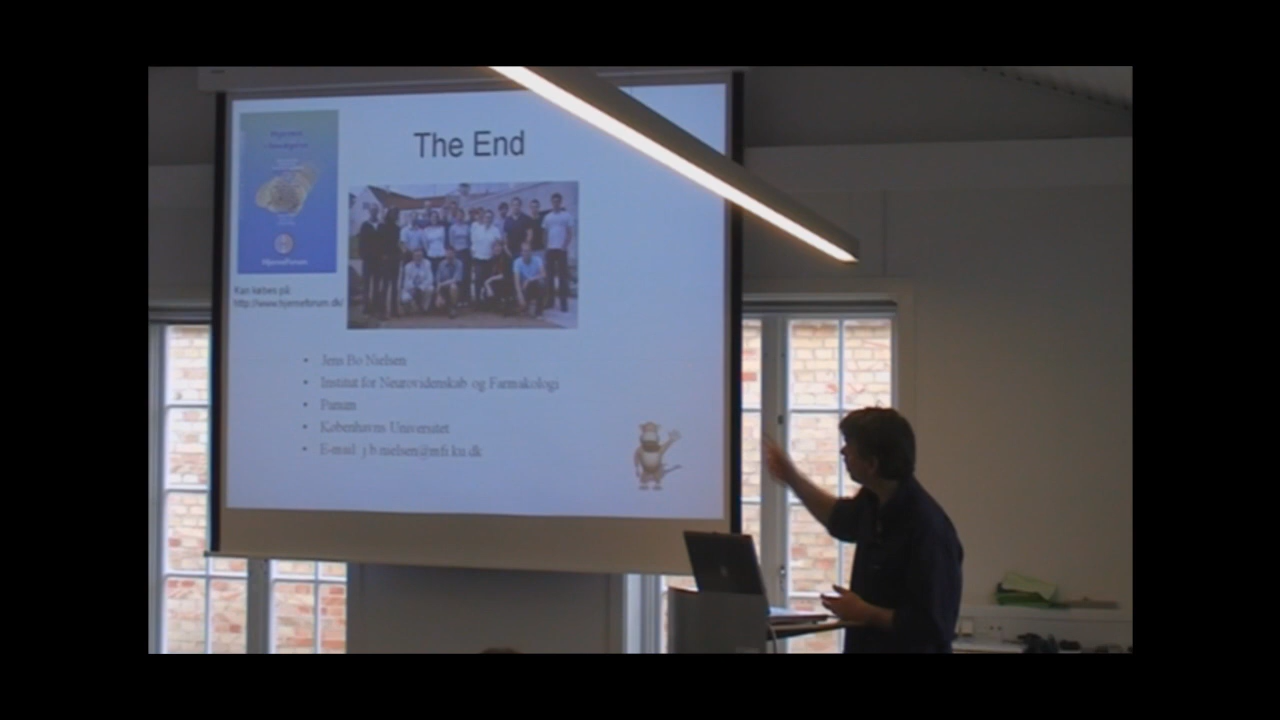 The End
HjerneForum
Kan købes på
http://www.hjerneforum.dk/
• Jens Bo Nielsen
• Institut for Neurovidenskab og Farmakologi
• Panum
• Københavns Universitet
• E-mail: j.b.nielsen@mfi.ku.dk